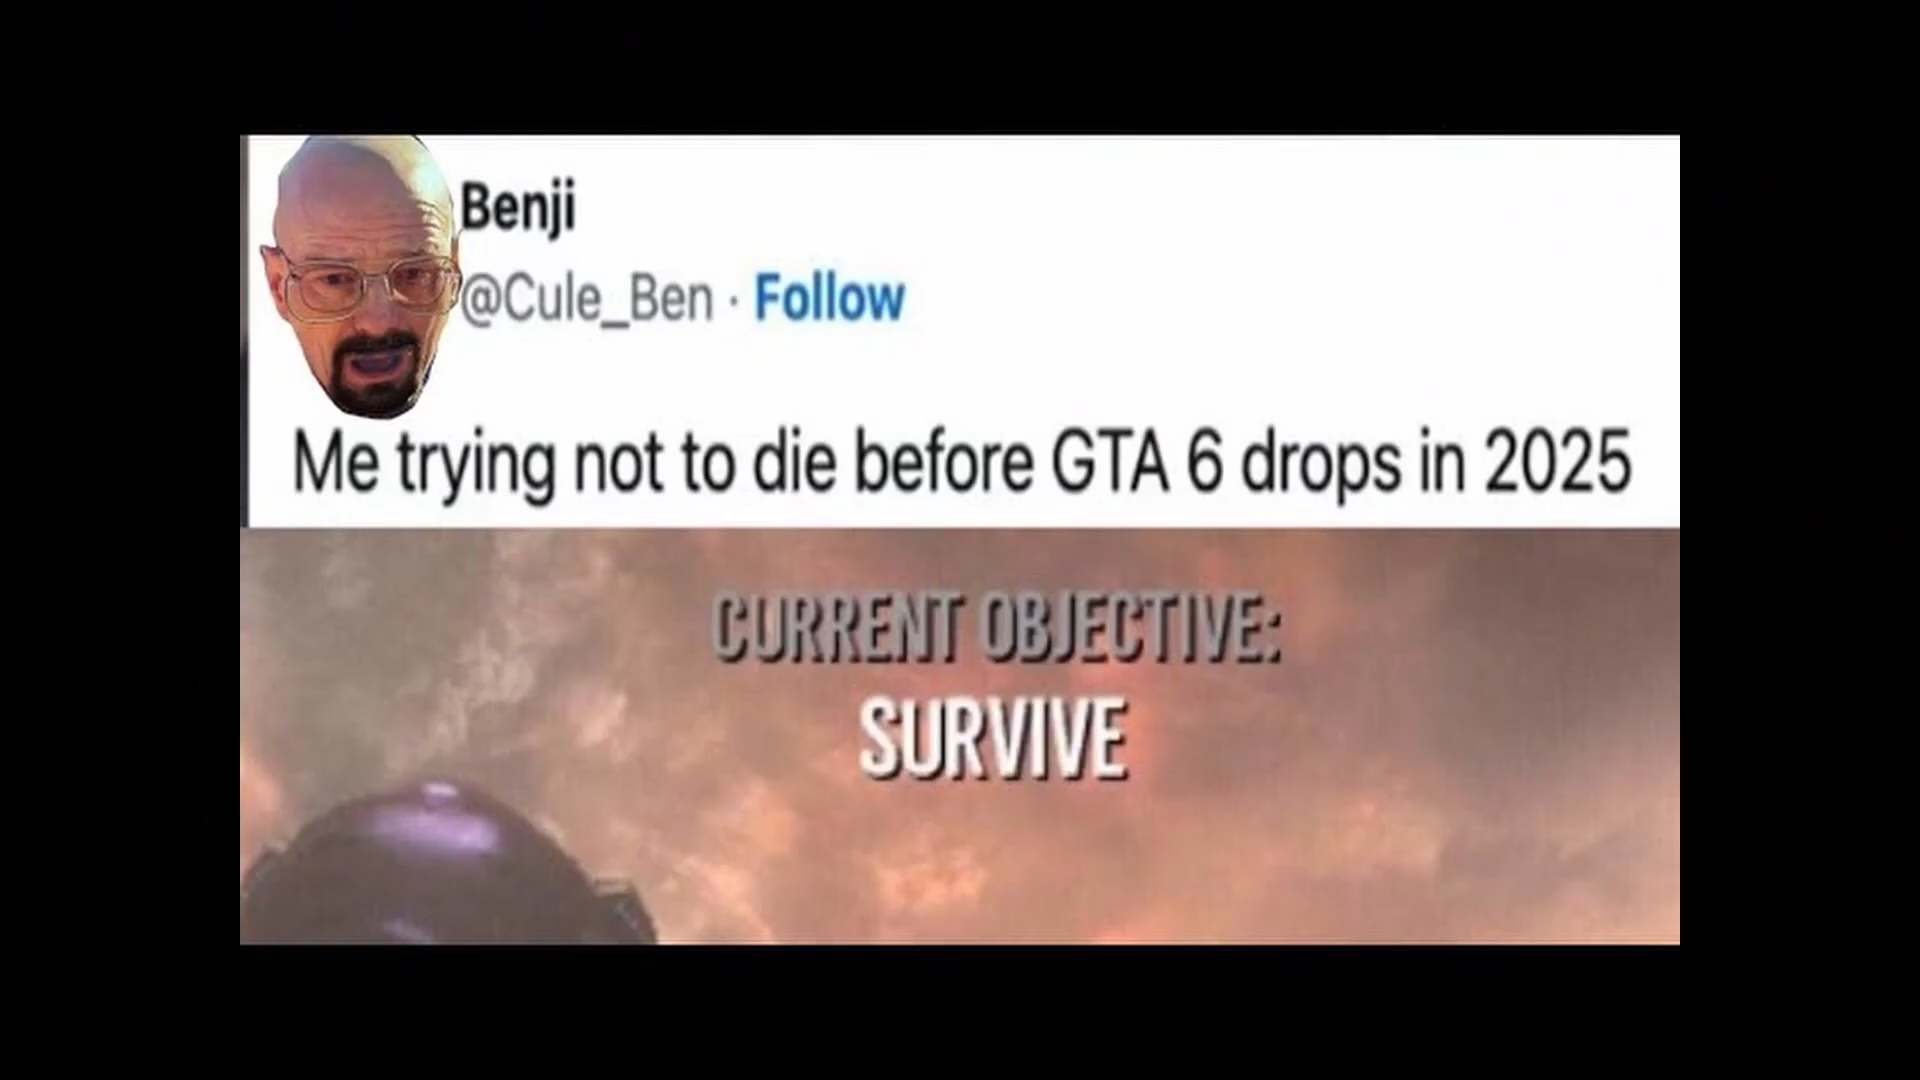 Benji
@Cule_Ben · Follow
Me trying not to die before GTA 6 drops in 2025
CURRENT OBJECTIVE:
SURVIVE